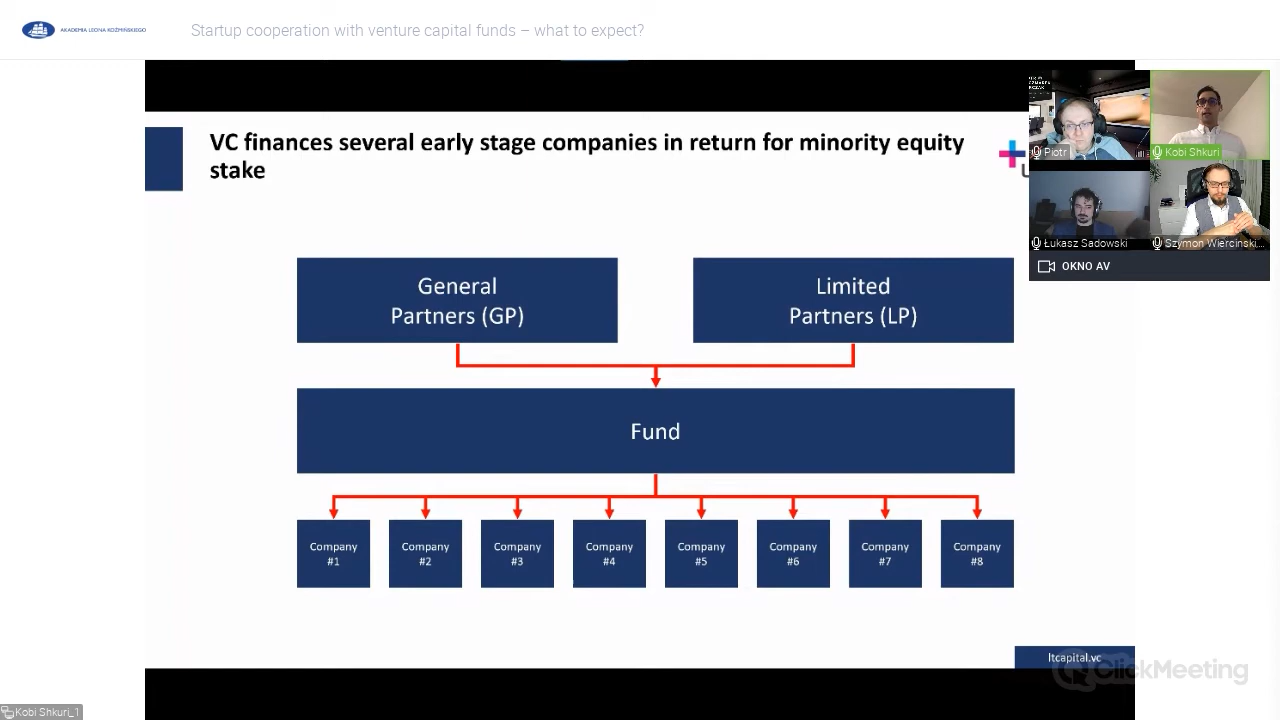 AKADEMIA LEONA KOŹMIŃSKIEGO
Startup cooperation with venture capital funds – what to expect?
VC finances several early stage companies in return for minority equity
stake
General
Partners (GP)
Limited
Partners (LP)
Fund
Company
#1
Company
#2
Company
#3
Company
#4
Company
#5
Company
#6
Company
#7
Company
#8
ltcapital.vc
ClickMeeting
Piotr
Kobi Shkuri
Łukasz Sadowski
Szymon Wierciński,...
OKNO AV
Kobi Shkuri_1